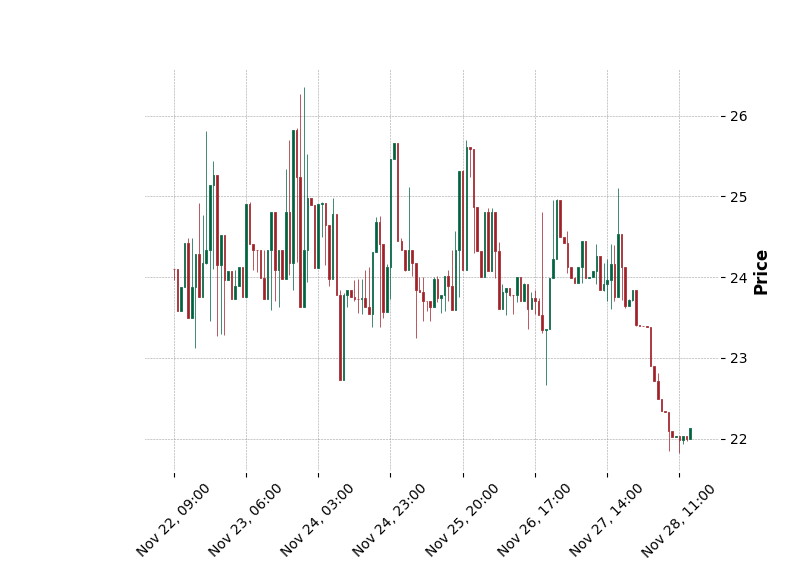 26
25
24
23
22
Price
Nov 22, 09:00
Nov 23, 06:00
Nov 24, 03:00
Nov 24, 23:00
Nov 25, 20:00
Nov 26, 17:00
Nov 27, 14:00
Nov 28, 11:00